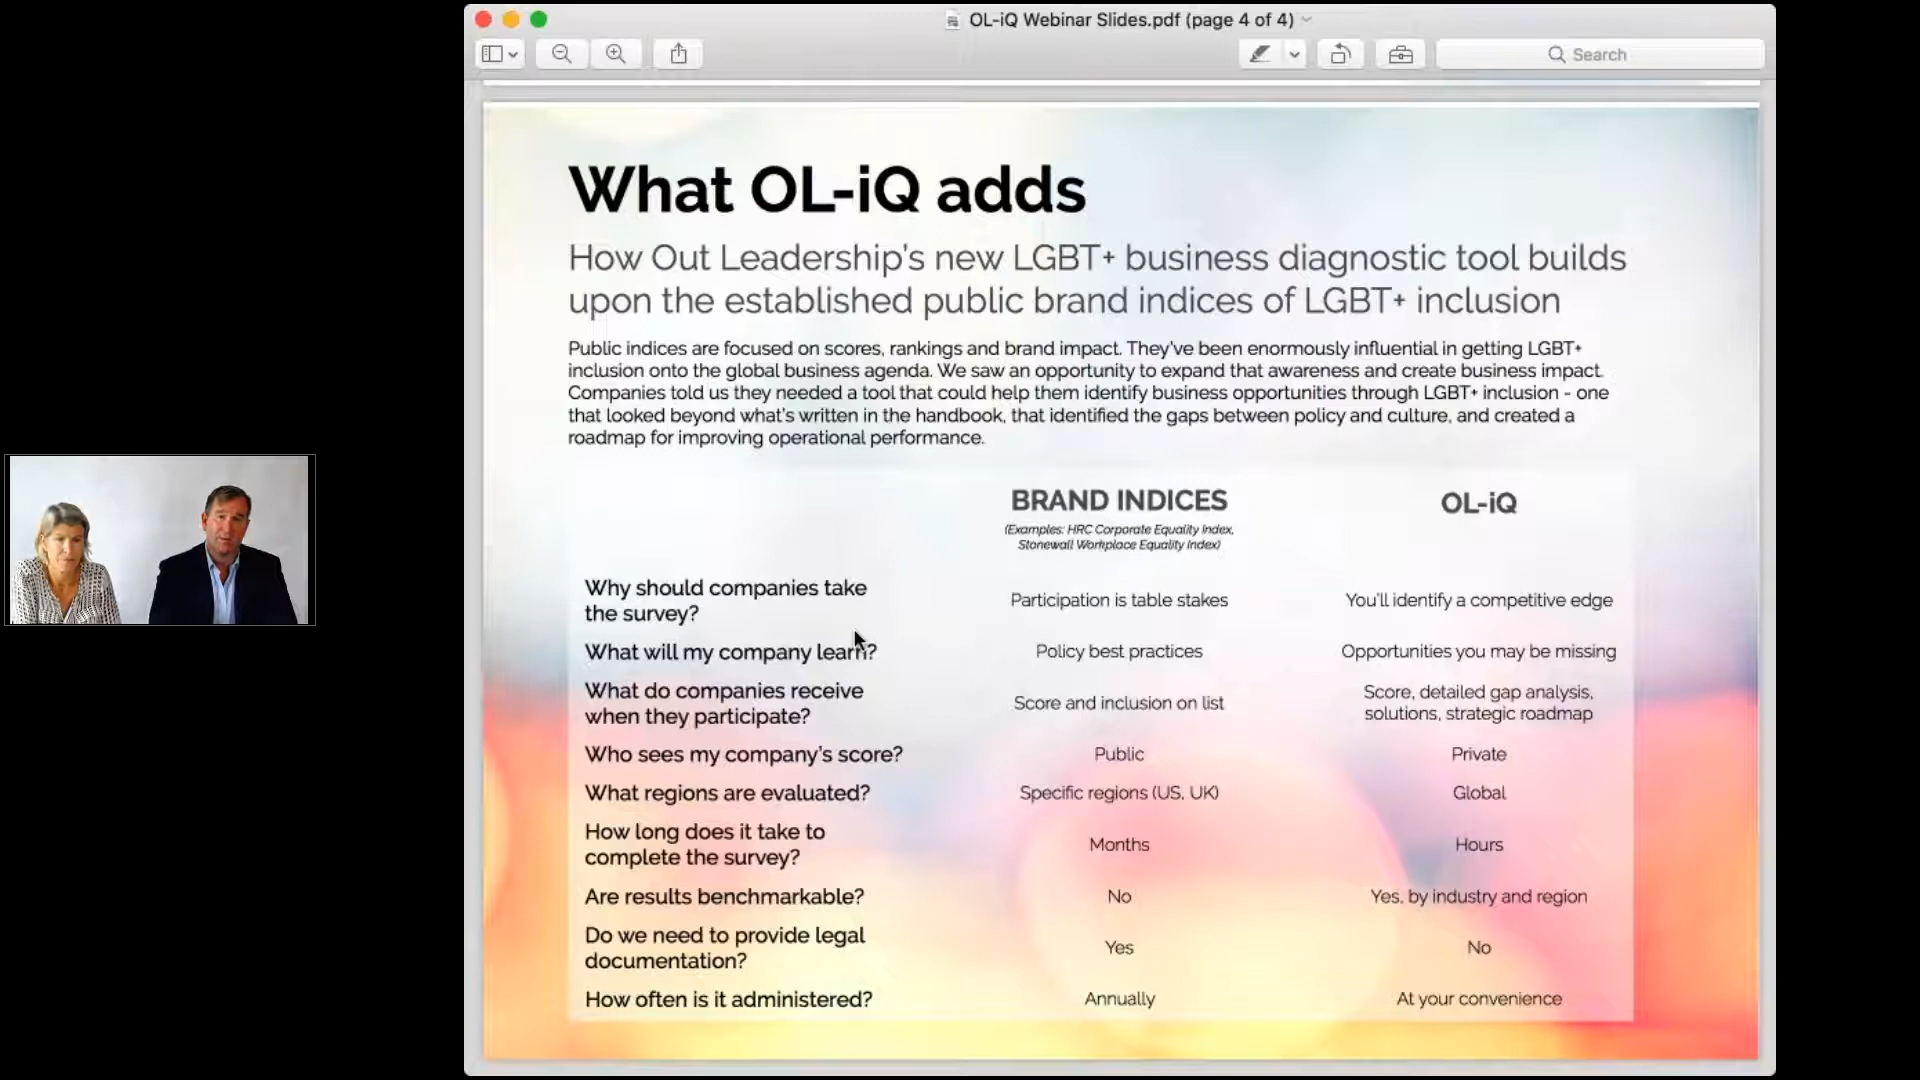 OL-iQ Webinar Slides.pdf (page 4 of 4)
Search
What OL-iQ adds
How Out Leadership's new LGBT+ business diagnostic tool builds
upon the established public brand indices of LGBT+ inclusion
Public indices are focused on scores, rankings and brand impact. They've been enormously influential in getting LGBT+
inclusion onto the global business agenda. We saw an opportunity to expand that awareness and create business impact.
Companies told us they needed a tool that could help them identify business opportunities through LGBT+ inclusion - one
that looked beyond what's written in the handbook, that identified the gaps between policy and culture, and created a
roadmap for improving operational performance.
BRAND INDICES
OL-iQ
(Examples: HRC Corporate Equality Index,
Stonewall Workplace Equality Index)
Why should companies take
the survey?
Participation is table stakes
You'll identify a competitive edge
What will my company learn?
Policy best practices
Opportunities you may be missing
What do companies receive
when they participate?
Score and inclusion on list
Score, detailed gap analysis,
solutions, strategic roadmap
Who sees my company's score?
Public
Private
What regions are evaluated?
Specific regions (US, UK)
Global
How long does it take to
complete the survey?
Months
Hours
Are results benchmarkable?
No
Yes, by industry and region
Do we need to provide legal
documentation?
Yes
No
How often is it administered?
Annually
At your convenience